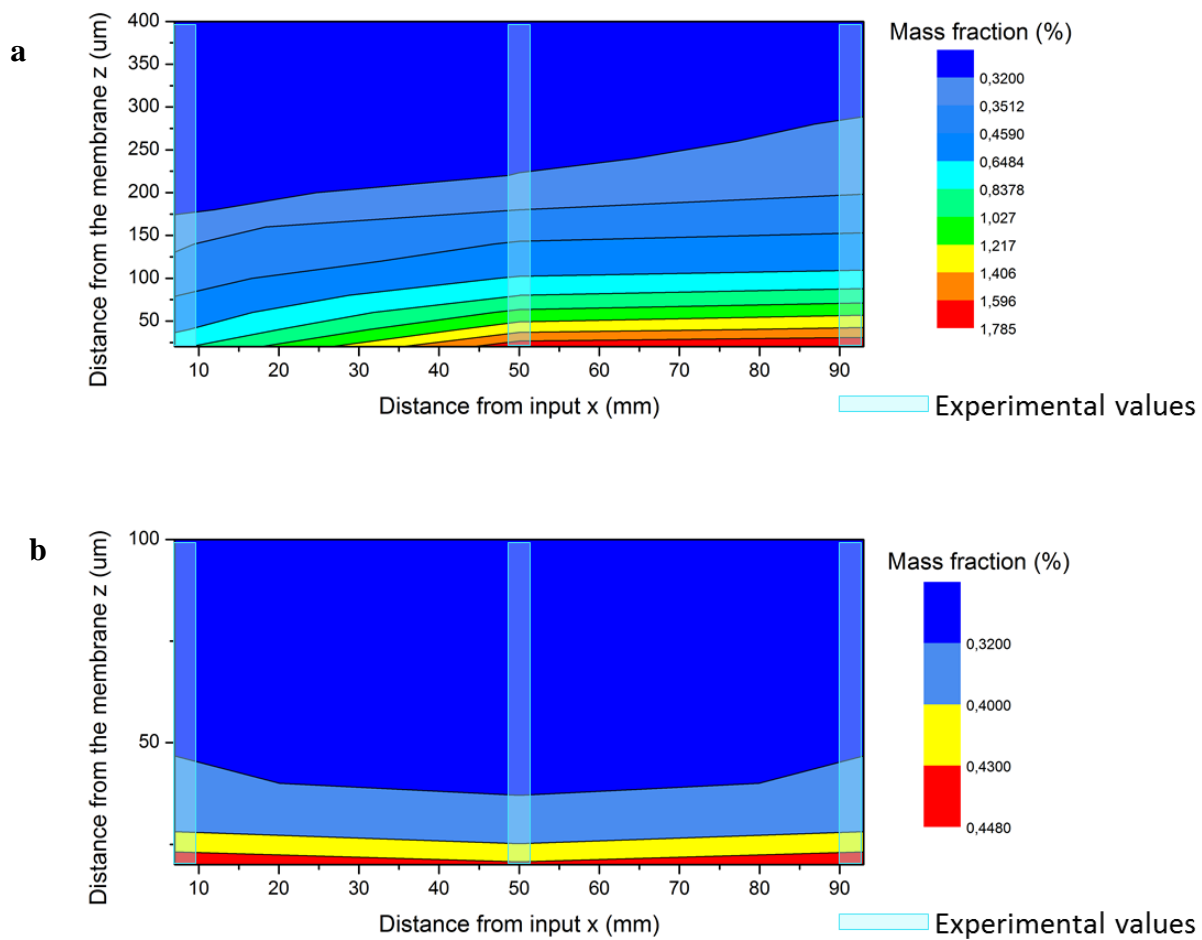 a
Distance from the membrane z (um)
400
350
300
250
200
150
100
50
10 20 30 40 50 60 70 80 90
Distance from input x (mm)
Mass fraction (%)
0,3200
0,3512
0,4590
0,6484
0,8378
1,027
1,217
1,406
1,596
1,785
Experimental values
b
Distance from the membrane z (um)
100
50
10 20 30 40 50 60 70 80 90
Distance from input x (mm)
Mass fraction (%)
0,3200
0,4000
0,4300
0,4480
Experimental values